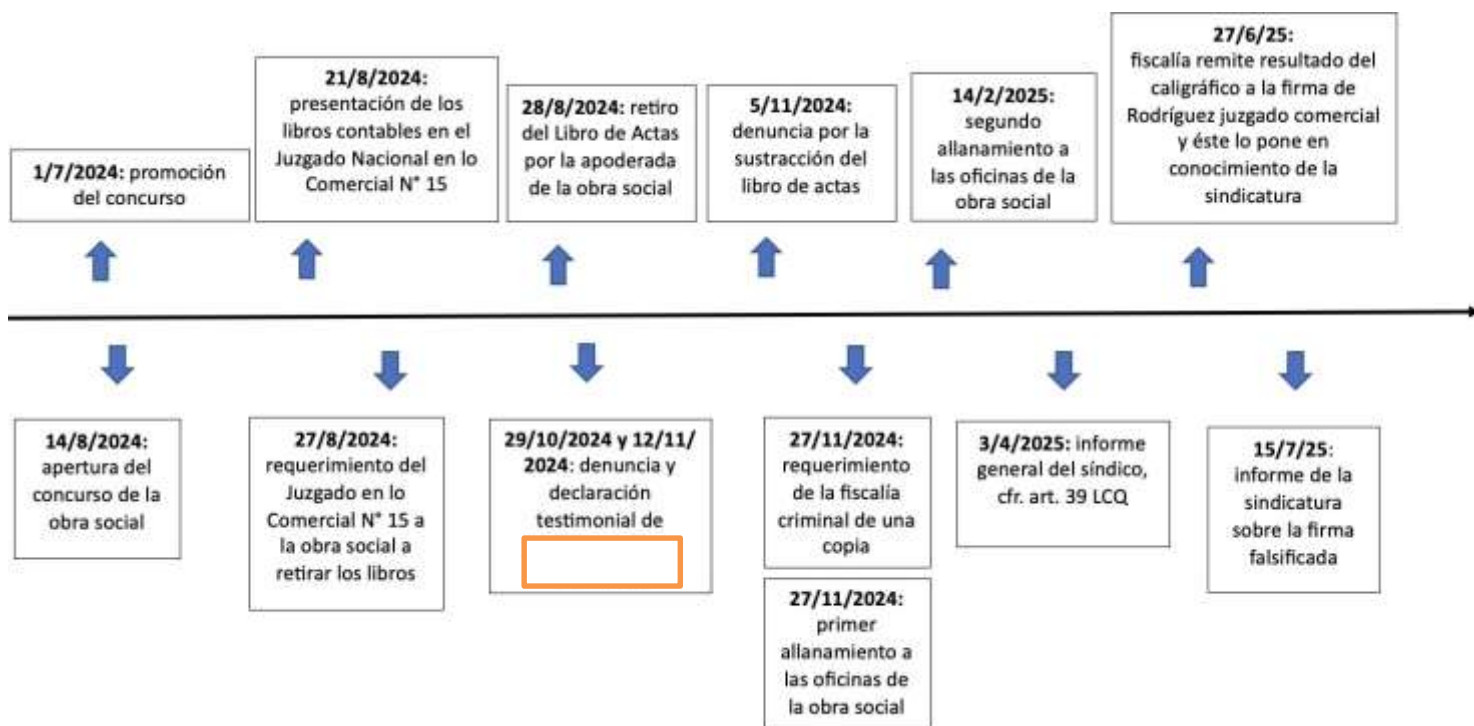 1/7/2024: promoción
del concurso
21/8/2024:
presentación de los
libros contables en el
Juzgado Nacional en lo
Comercial N° 15
28/8/2024: retiro
del Libro de Actas
por la apoderada
de la obra social
5/11/2024:
denuncia por la
sustracción del
libro de actas
14/2/2025:
segundo
allanamiento a
las oficinas de la
obra social
27/6/25:
fiscalía remite resultado del
caligráfico a la firma de
Rodríguez juzgado comercial
y éste lo pone en
conocimiento de la
sindicatura
14/8/2024:
apertura del
concurso de la
obra social
27/8/2024:
requerimiento del
Juzgado en lo
Comercial N° 15 a
la obra social a
retirar los libros
29/10/2024 y 12/11/
2024: denuncia y
declaración
testimonial de
27/11/2024:
requerimiento
de la fiscalía
criminal de una
copia
27/11/2024:
primer
allanamiento a
las oficinas de
la obra social
3/4/2025: informe
general del síndico,
cfr. art. 39 LCQ
15/7/25:
informe de la
sindicatura
sobre la firma
falsificada